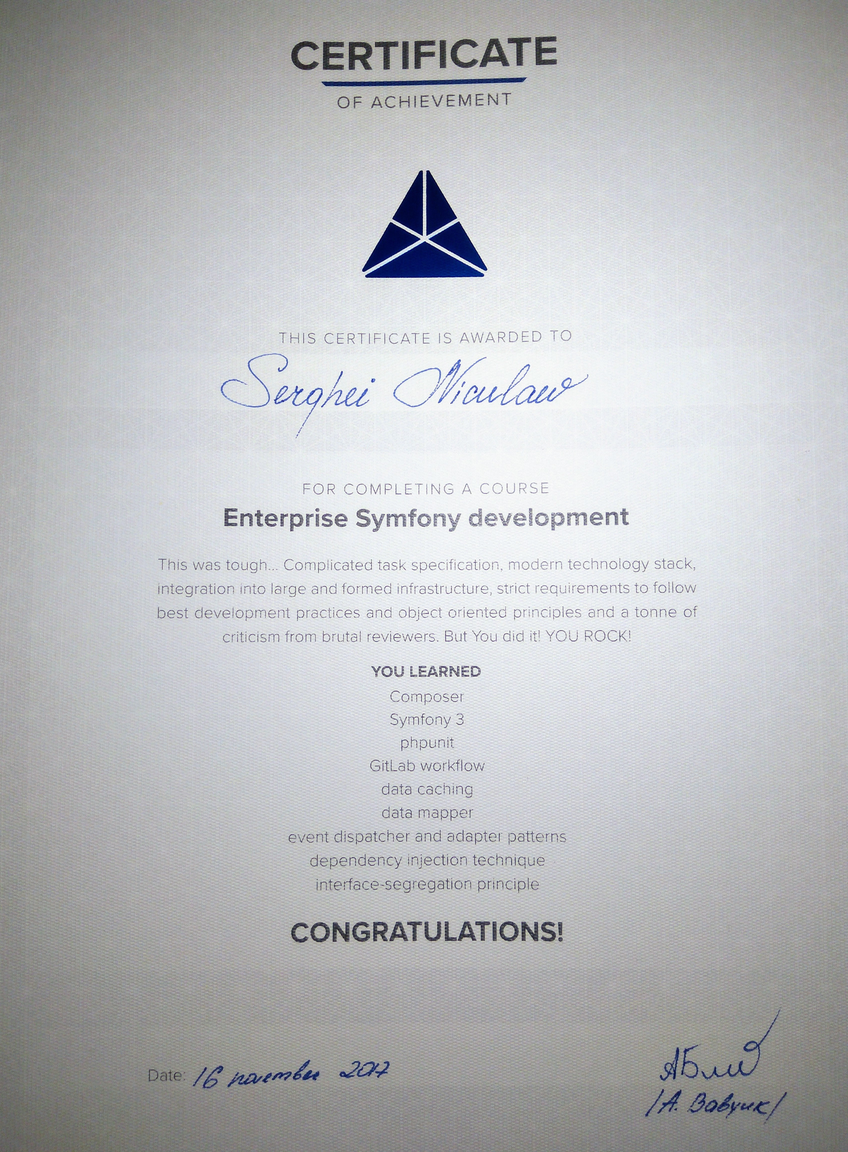 CERTIFICATE
OF ACHIEVEMENT
THIS CERTIFICATE IS AWARDED TO
Serghei Niculaev
FOR COMPLETING A COURSE
Enterprise Symfony development
This was tough... Complicated task specification, modern technology stack,
integration into large and formed infrastructure, strict requirements to follow
best development practices and object oriented principles and a tonne of
criticism from brutal reviewers. But You did it! YOU ROCK!
YOU LEARNED
Composer
Symfony 3
phpunit
GitLab workflow
data caching
data mapper
event dispatcher and adapter patterns
dependency injection technique
interface-segregation principle
CONGRATULATIONS!
Date: 16 november 2017
/А. /